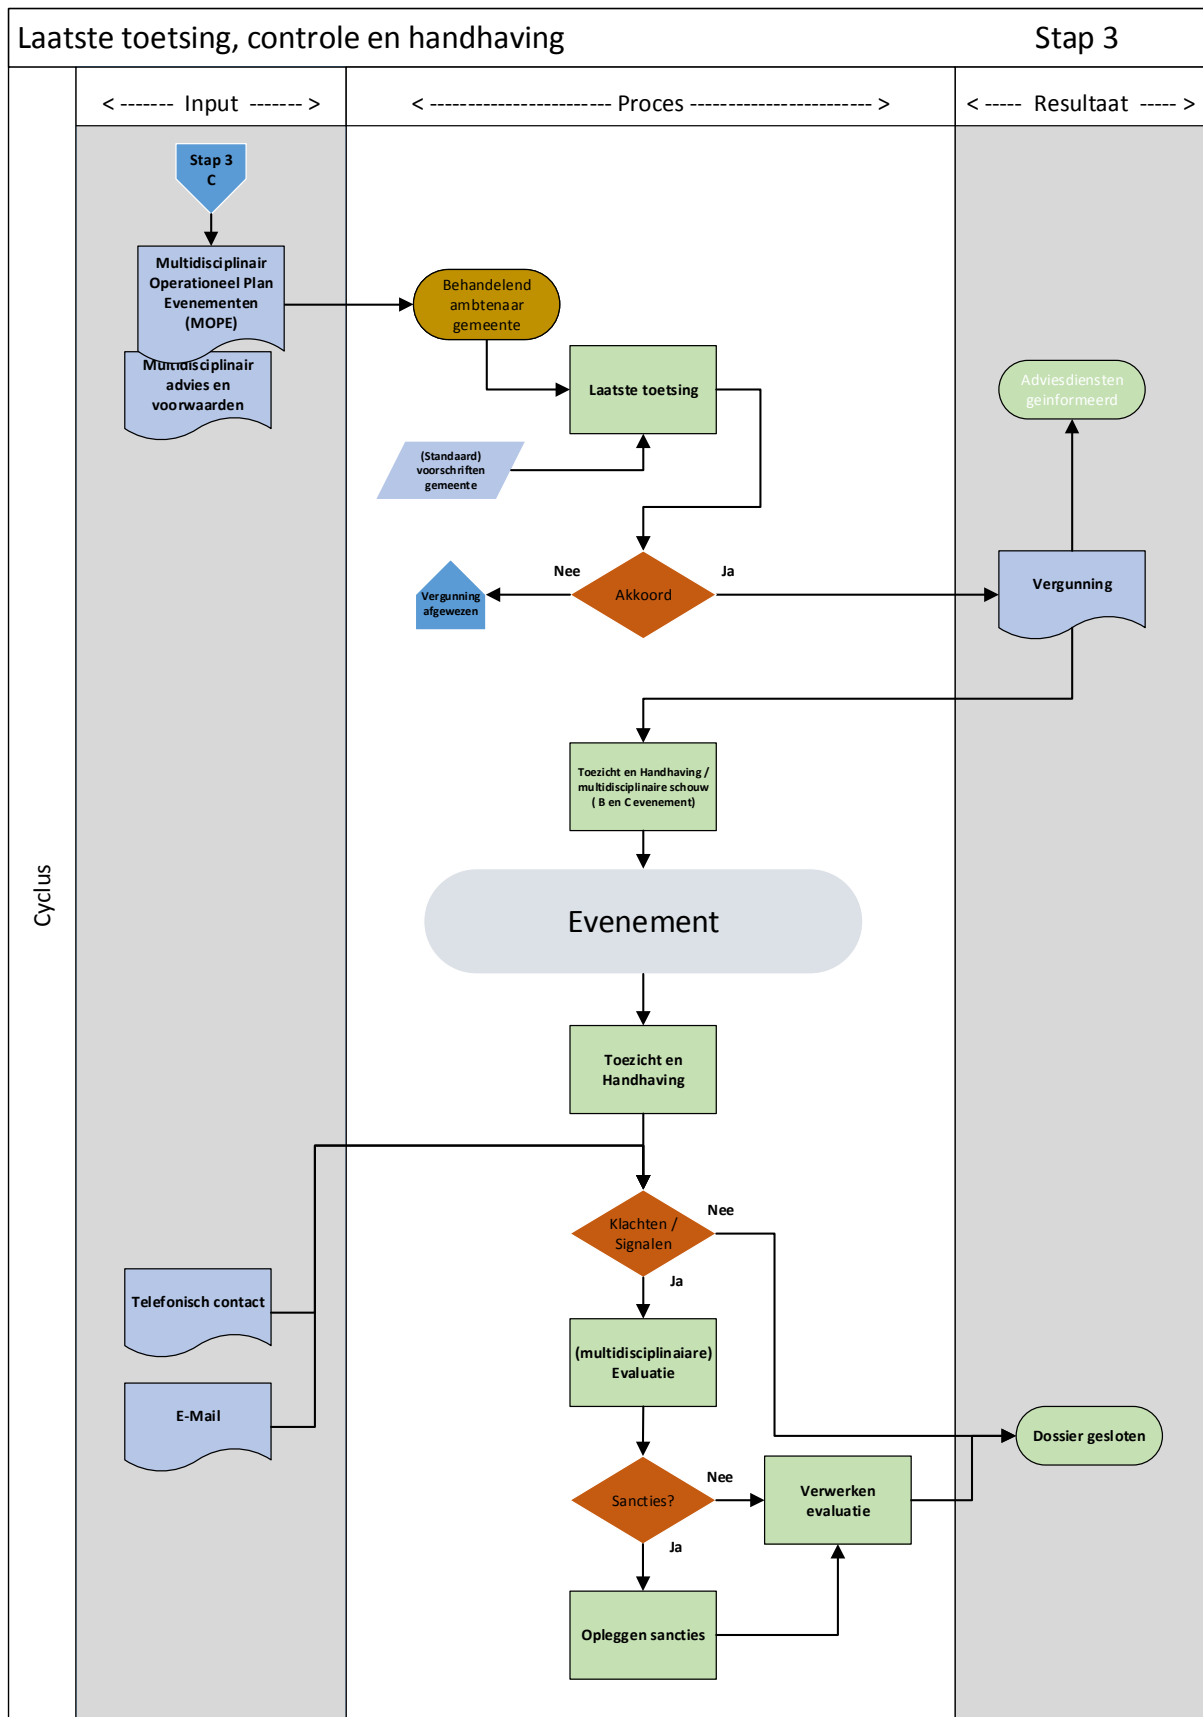 Laatste toetsing, controle en handhaving
Stap 3
< ------- Input ------- >
< ------------------------ Proces ------------------------ >
< ----- Resultaat ----- >
Cyclus
Stap 3
C
Multidisciplinair
Operationeel Plan
Evenementen
(MOPE)
Multidisciplinair
advies en
voorwaarden
Behandelend
ambtenaar
gemeente
Laatste toetsing
(Standaard)
voorschriften
gemeente
Adviesdiensten
geinformeerd
Nee
Akkoord
Ja
Vergunning
afgewezen
Vergunning
Toezicht en Handhaving /
multidisciplinaire schouw
( B en C evenement)
Evenement
Toezicht en
Handhaving
Klachten /
Signalen
Nee
Ja
Telefonisch contact
(multidisciplinaiare)
Evaluatie
E-Mail
Dossier gesloten
Sancties?
Nee
Ja
Verwerken
evaluatie
Opleggen sancties